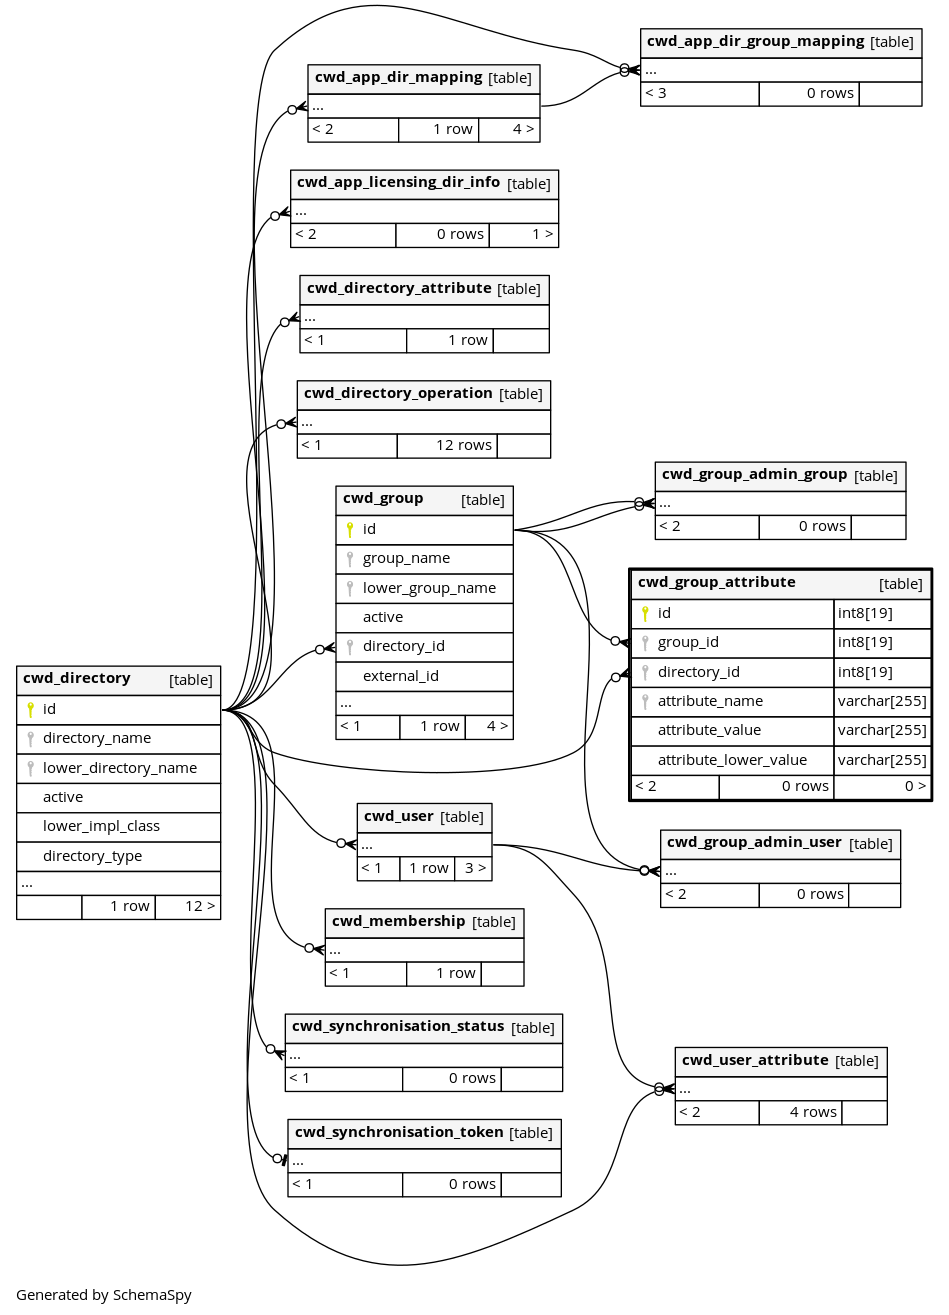 cwd_app_dir_group_mapping [table]
...
< 3 0 rows
cwd_app_dir_mapping [table]
...
< 2 1 row 4 >
cwd_app_licensing_dir_info [table]
...
< 2 0 rows 1 >
cwd_directory_attribute [table]
...
< 1 1 row
cwd_directory_operation [table]
...
< 1 12 rows
cwd_group [table]
id
group_name
lower_group_name
active
directory_id
external_id
...
< 1 1 row 4 >
cwd_group_admin_group [table]
...
< 2 0 rows
cwd_group_attribute [table]
id int8[19]
group_id int8[19]
directory_id int8[19]
attribute_name varchar[255]
attribute_value varchar[255]
attribute_lower_value varchar[255]
< 2 0 rows 0 >
cwd_directory [table]
id
directory_name
lower_directory_name
active
lower_impl_class
directory_type
...
1 row 12 >
cwd_user [table]
...
< 1 1 row 3 >
cwd_group_admin_user [table]
...
< 2 0 rows
cwd_membership [table]
...
< 1 1 row
cwd_synchronisation_status [table]
...
< 1 0 rows
cwd_user_attribute [table]
...
< 2 4 rows
cwd_synchronisation_token [table]
...
< 1 0 rows
Generated by SchemaSpy